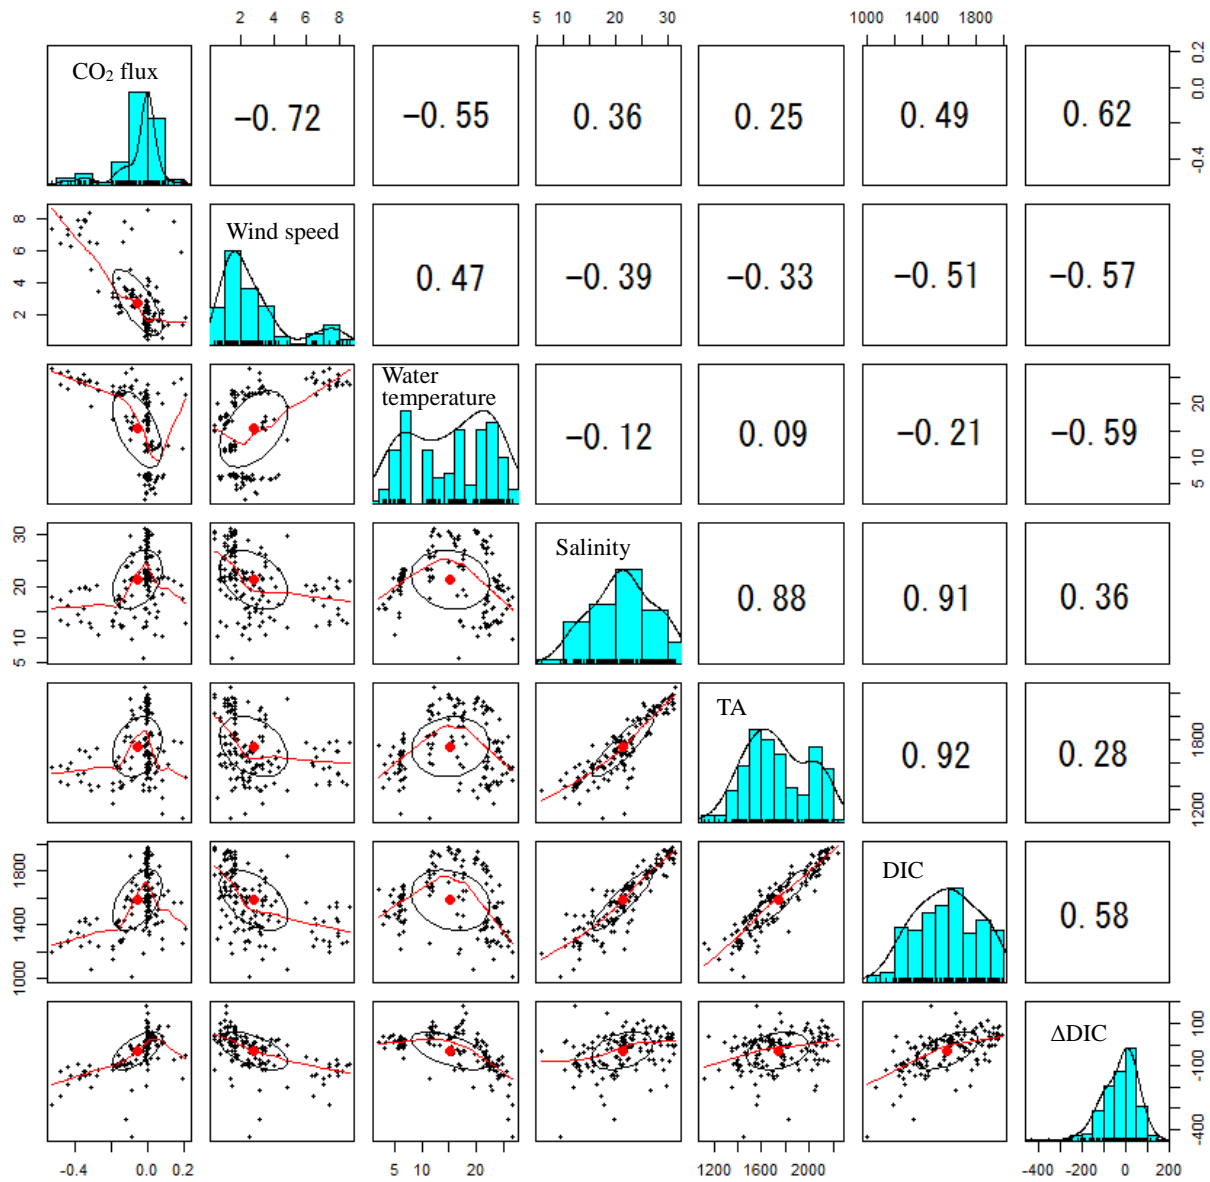 2 4 6 8 5 10 20 30 1000 1400 1800
CO₂ flux
-0.72 -0.55 0.36 0.25 0.49 0.62
-0.4 0.0 0.2
2 4 6 8
Wind speed
0.47 -0.39 -0.33 -0.51 -0.57
Water
temperature
-0.12 0.09 -0.21 -0.59
5 10 20
5 10 20 30
Salinity
0.88 0.91 0.36
TA
0.92 0.28
1200 1800
1000 1400 1800
DIC
0.58
ΔDIC
-400 -100 100
-0.4 0.0 0.2 5 10 20 1200 1600 2000 -400 -200 0 200